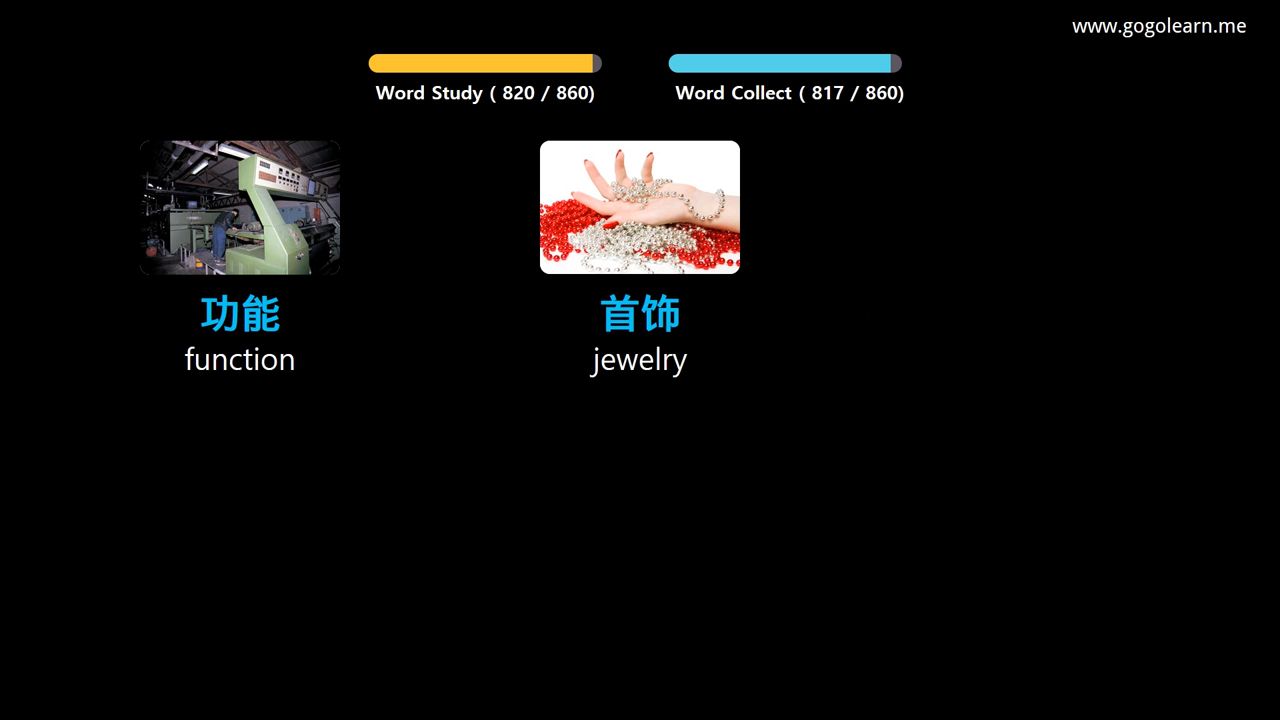 www.gogolearn.me
Word Study ( 820 / 860)
Word Collect ( 817 / 860)
功能
function
首饰
jewelry